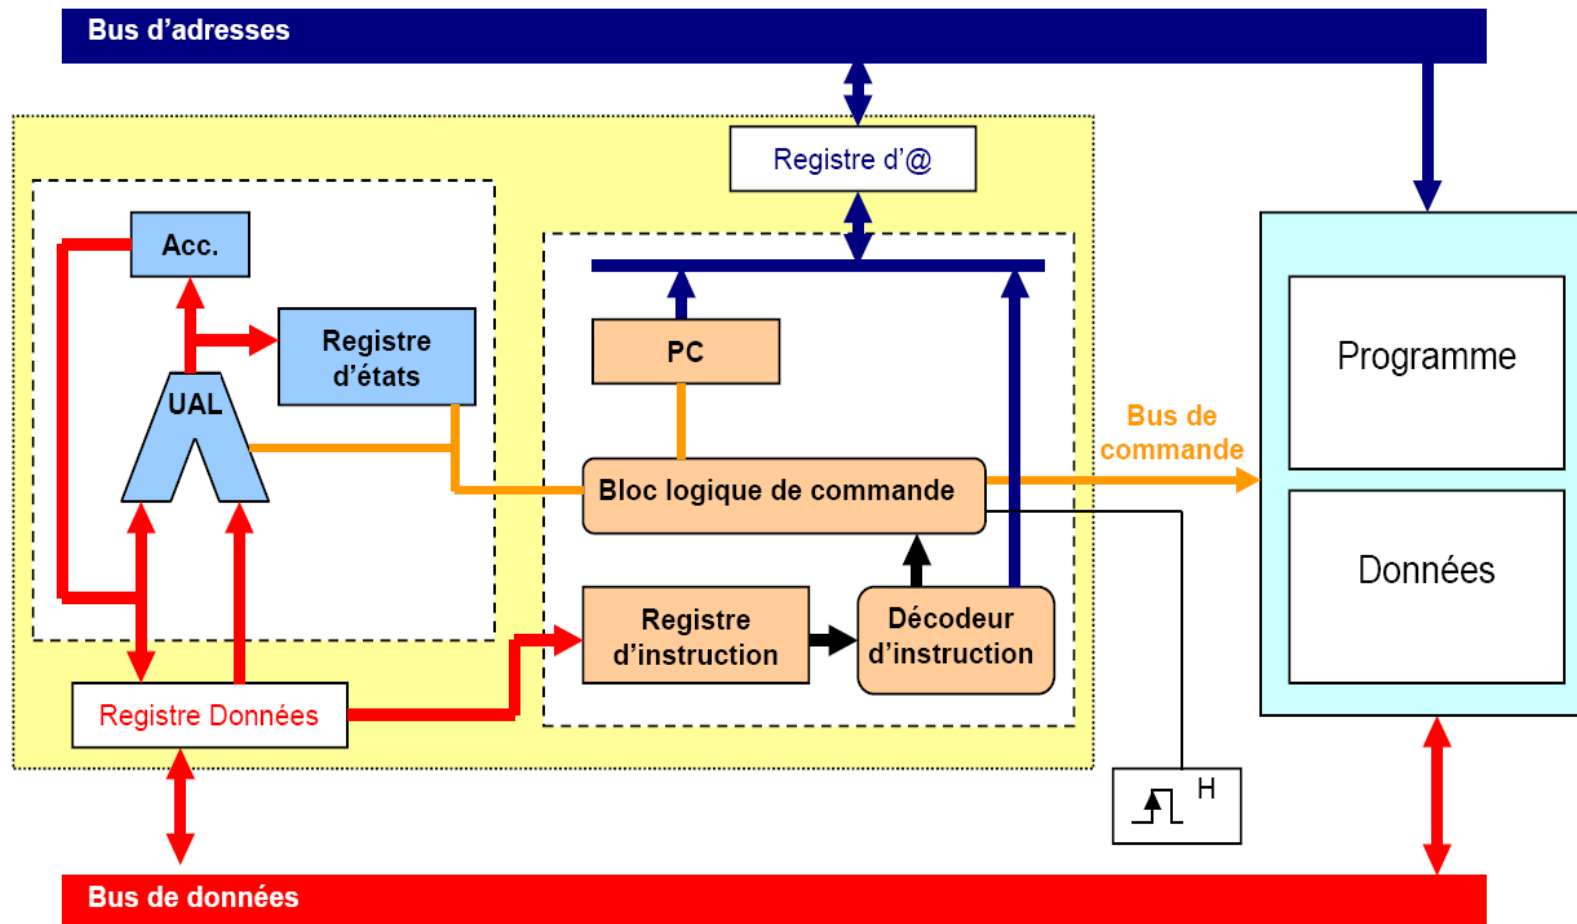 Bus d’adresses
Registre d’@
Acc.
Registre
d’états
UAL
PC
Programme
Bus de
commande
Bloc logique de commande
Données
Registre
d’instruction
Décodeur
d’instruction
Registre Données
H
Bus de données